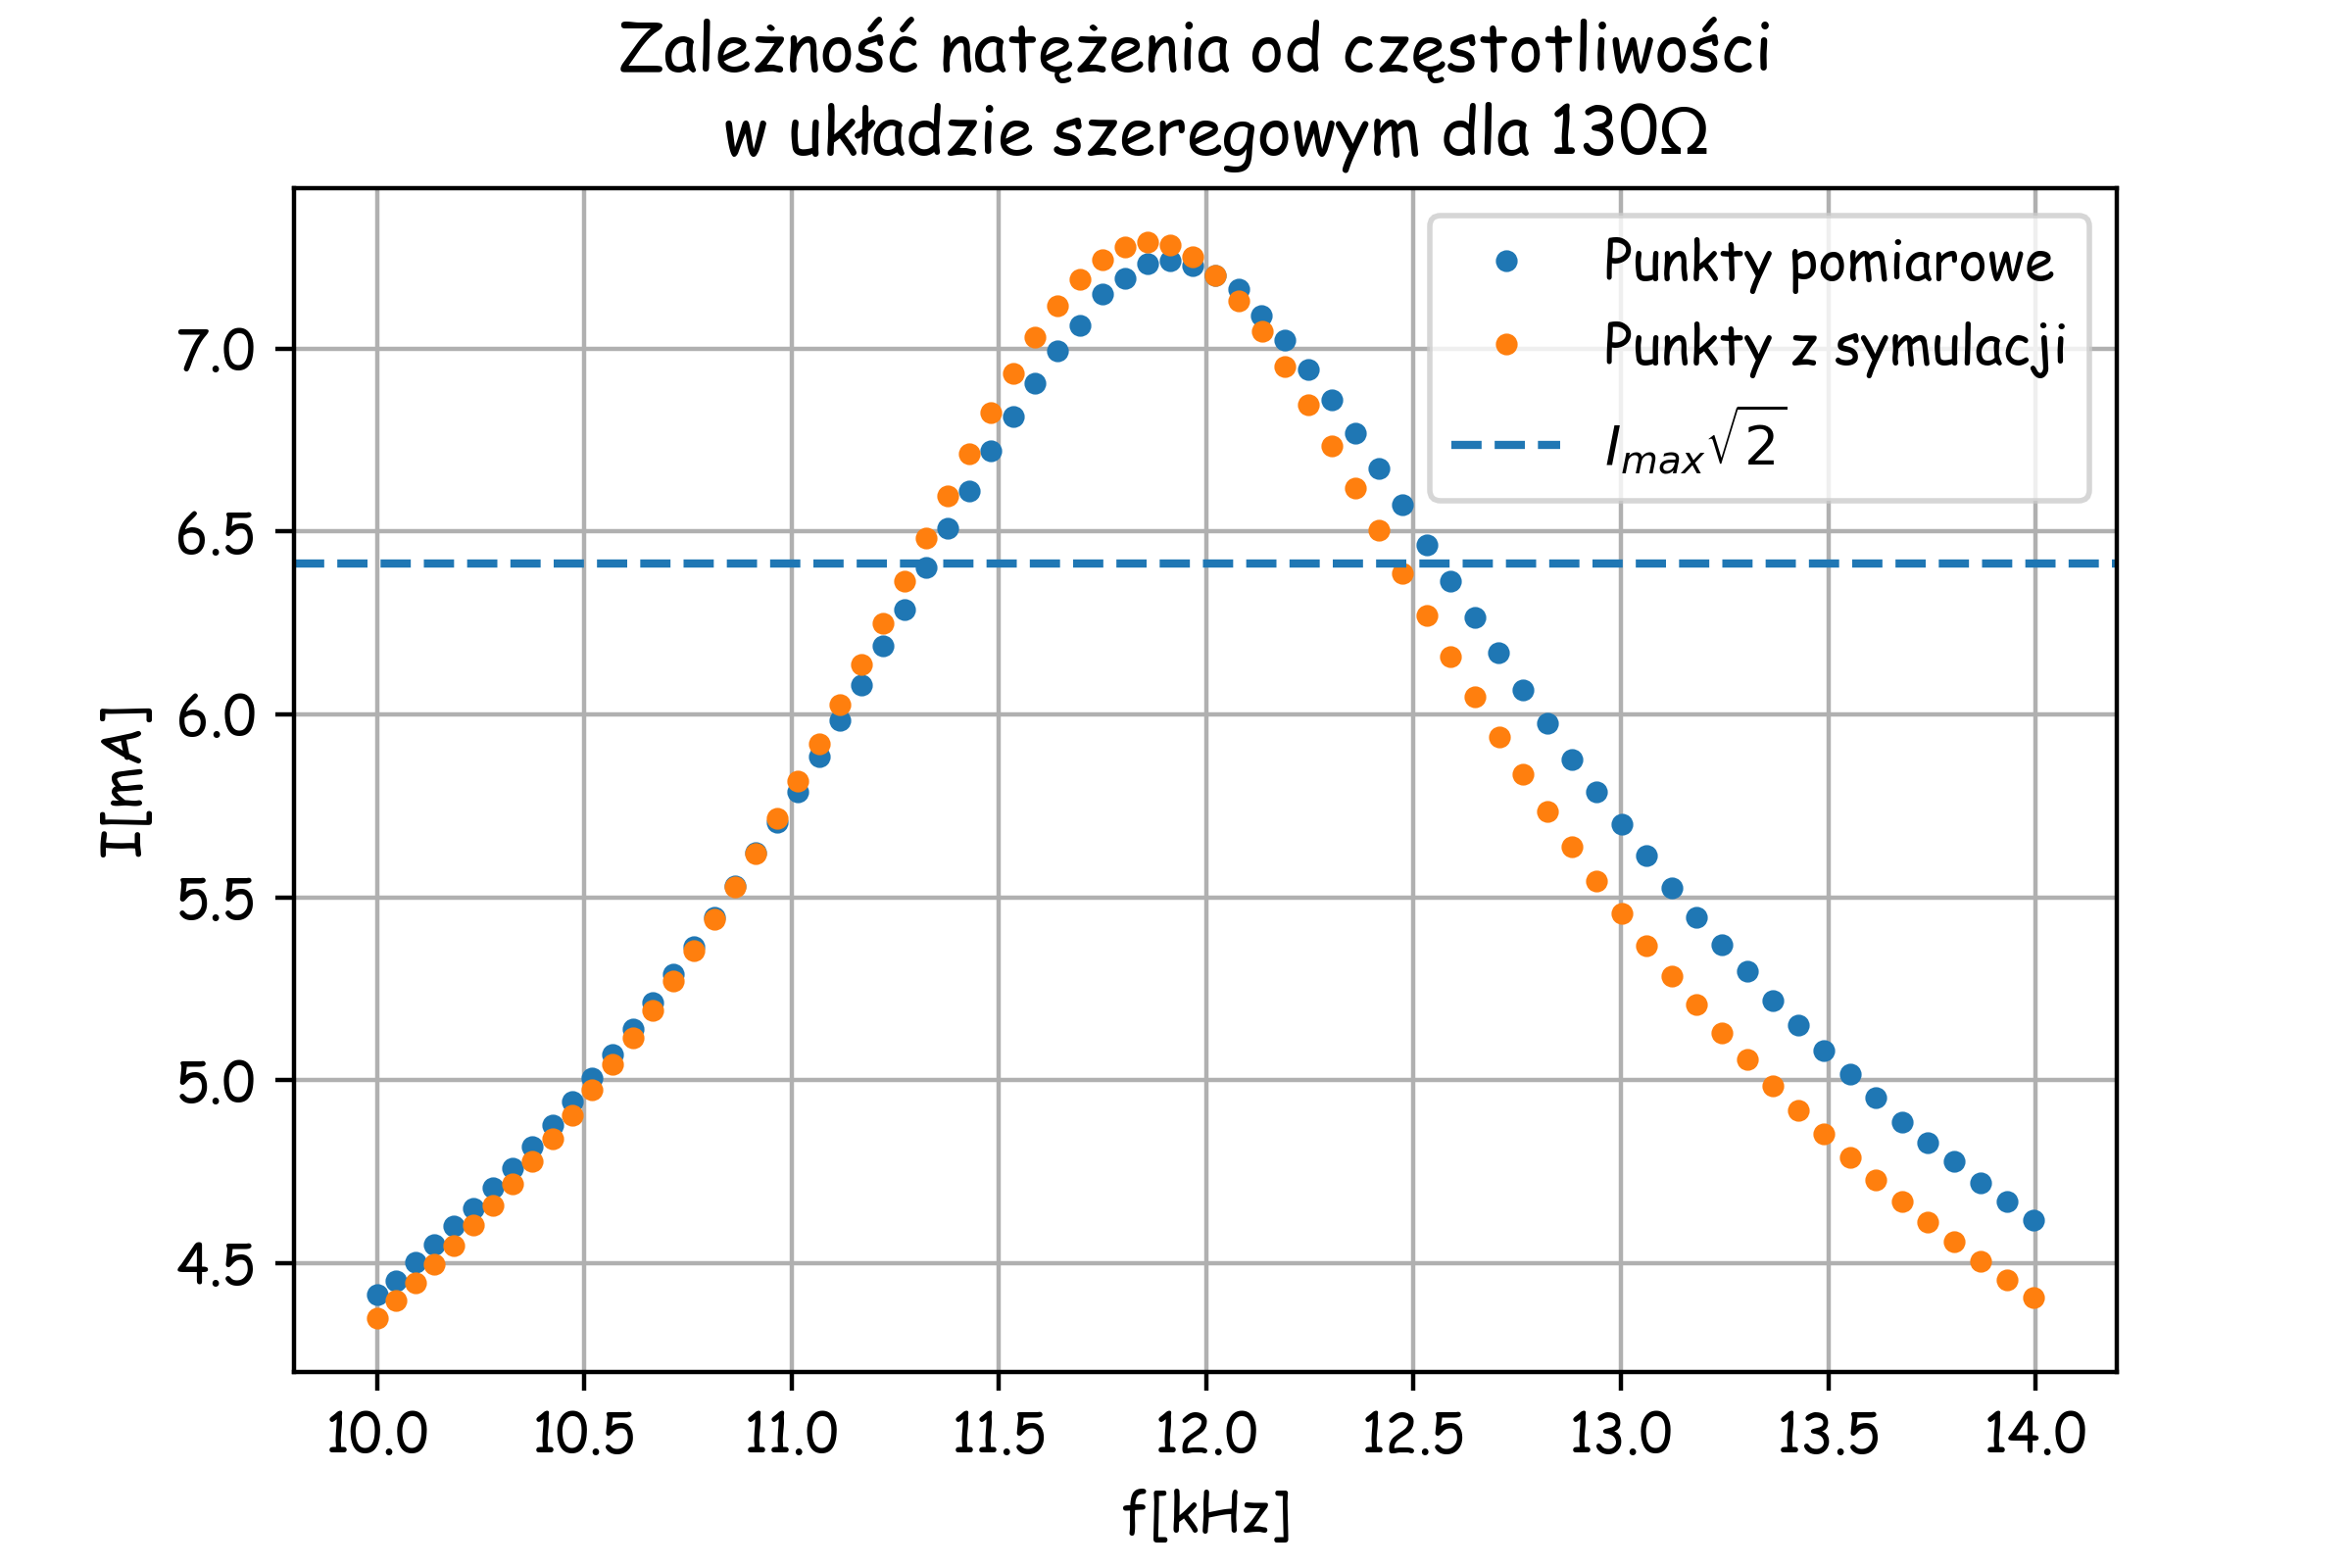 Zależność natężenia od częstotliwości
w układzie szeregowym dla 130Ω
Punkty pomiarowe
Punkty z symulacji
I_{max}√2
7.0
6.5
6.0
5.5
5.0
4.5
I[mA]
10.0 10.5 11.0 11.5 12.0 12.5 13.0 13.5 14.0
f[kHz]